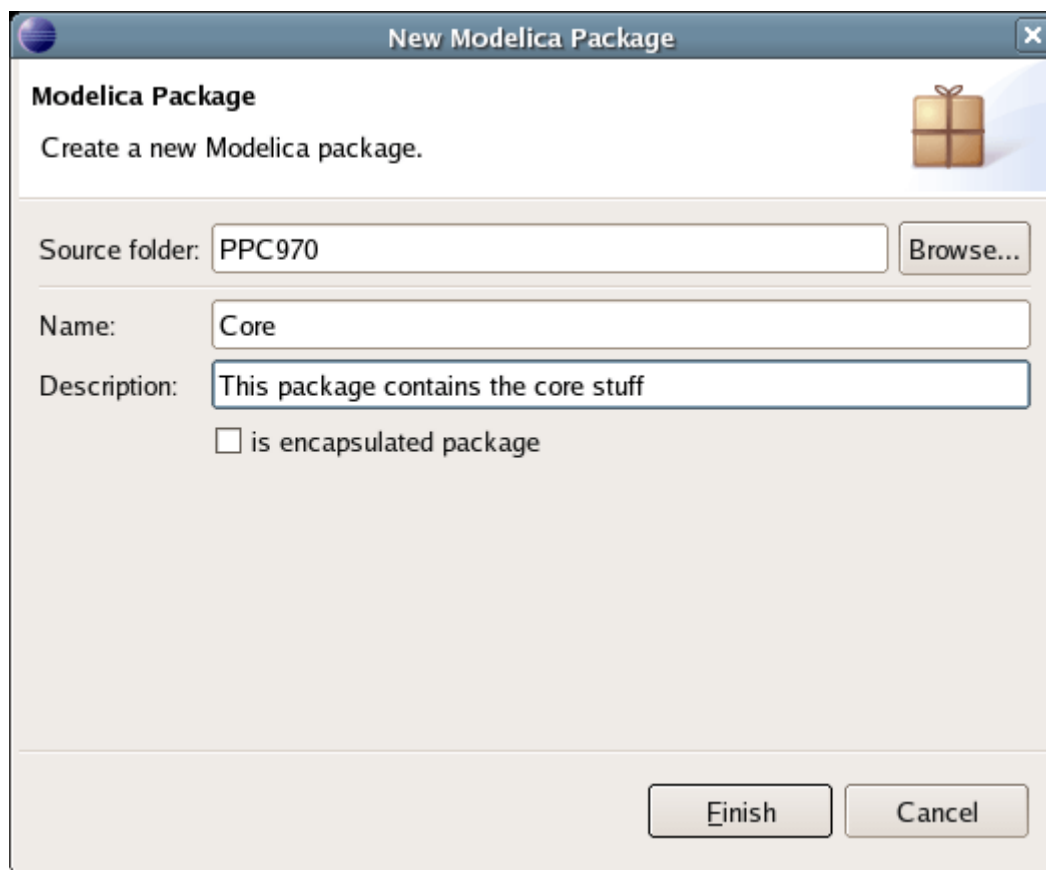 New Modelica Package
Modelica Package
Create a new Modelica package.
Source folder: PPC970 Browse...
Name: Core
Description: This package contains the core stuff
is encapsulated package
Finish Cancel